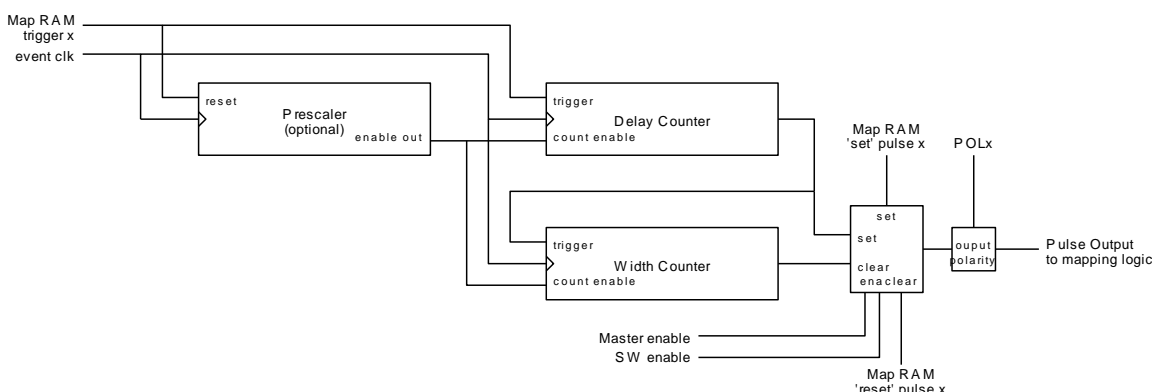 Map RAM
trigger x
event clk
reset
Prescaler
(optional)
enable out
trigger
Delay Counter
count enable
Map RAM
'set' pulse x
POLx
set
set
trigger
Width Counter
count enable
clear
enaclear
ouput
polarity
Pulse Output
to mapping logic
Master enable
SW enable
Map RAM
'reset' pulse x